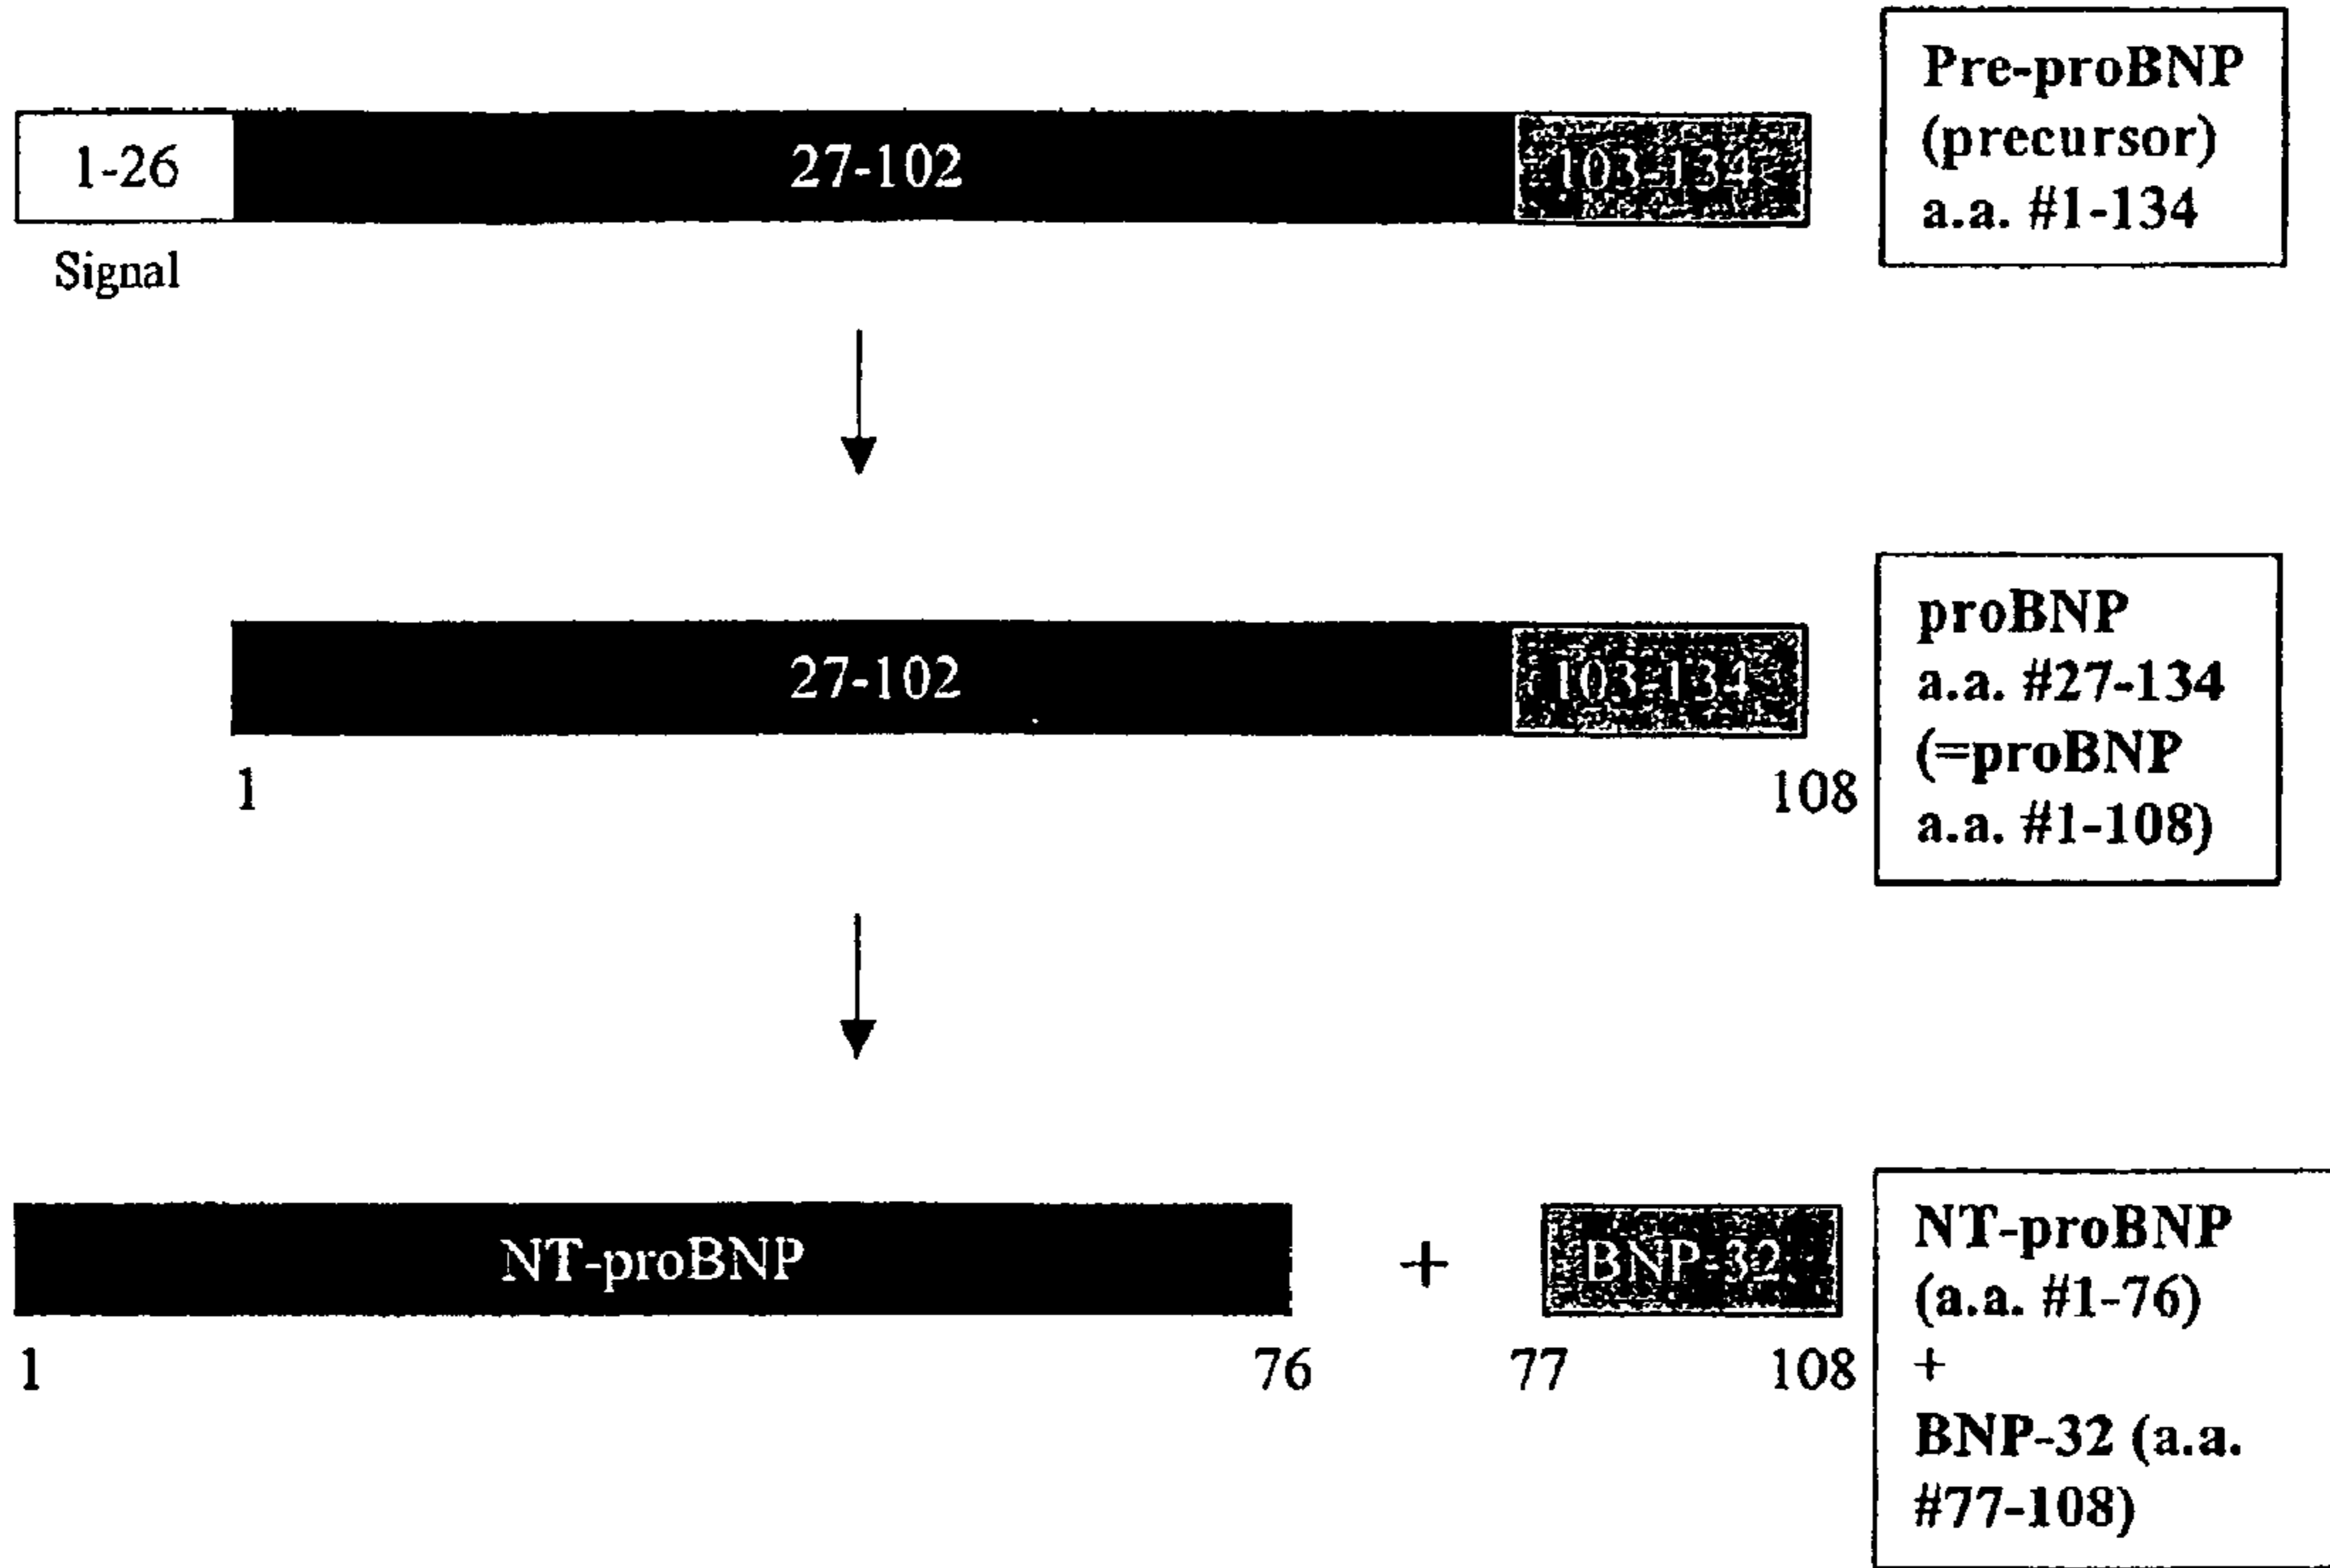 1-26
27-102
103-134
Signal
Pre-proBNP
(precursor)
a.a. #1-134
27-102
103-134
1
108
proBNP
a.a. #27-134
(=proBNP
a.a. #1-108)
NT-proBNP
+
BNP-32
1
76
77
108
NT-proBNP
(a.a. #1-76)
+
BNP-32 (a.a.
#77-108)